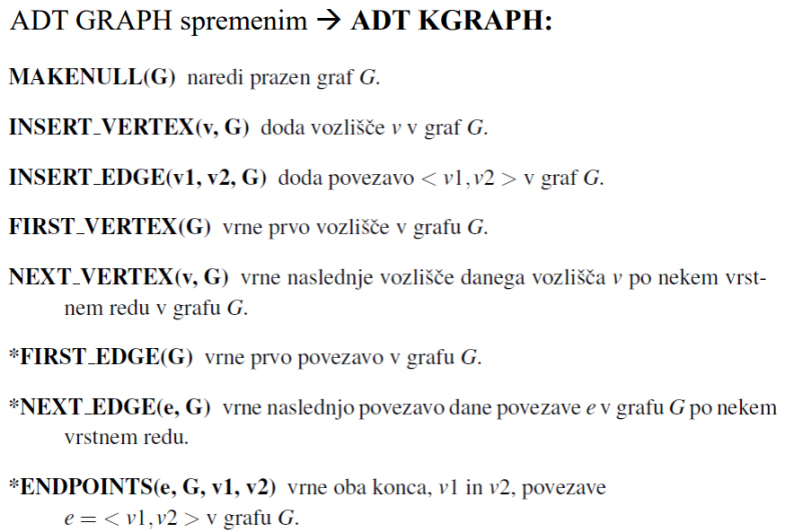 ADT GRAPH spremenim → ADT KGRAPH:
MAKENULL(G) naredi prazen graf G.
INSERT_VERTEX(v, G) doda vozlišče v v graf G.
INSERT_EDGE(v1, v2, G) doda povezavo < v1,v2 > v graf G.
FIRST_VERTEX(G) vrne prvo vozlišče v grafu G.
NEXT_VERTEX(v, G) vrne naslednje vozlišče danega vozlišča v po nekem vrst-
nem redu v grafu G.
*FIRST_EDGE(G) vrne prvo povezavo v grafu G.
*NEXT_EDGE(e, G) vrne naslednjo povezavo dane povezave e v grafu G po nekem
vrstnem redu.
*ENDPOINTS(e, G, v1, v2) vrne oba konca, v1 in v2, povezave
e = < v1,v2 > v grafu G.